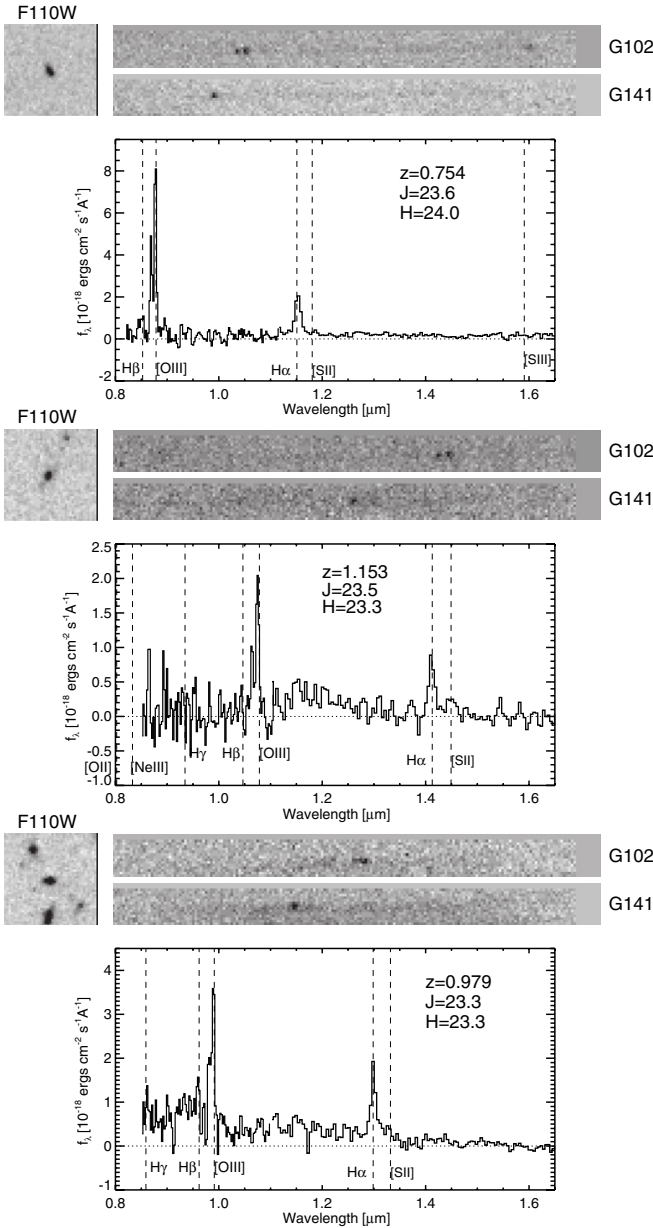 F110W
G102
G141
8
6
4
2
0
-2
f_λ [10⁻¹⁸ ergs cm⁻² s⁻¹A⁻¹]
z=0.754
J=23.6
H=24.0
Hβ [OIII] Hα [SII] [SIII]
0.8 1.0 1.2 1.4 1.6
Wavelength [μm]
F110W
G102
G141
2.5
2.0
1.5
1.0
0.5
0.0
-0.5
-1.0
f_λ [10⁻¹⁸ ergs cm⁻² s⁻¹A⁻¹]
z=1.153
J=23.5
H=23.3
Hγ Hβ [OIII] Hα [SII]
[OII] [NeIII]
0.8 1.0 1.2 1.4 1.6
Wavelength [μm]
F110W
G102
G141
4
3
2
1
0
-1
f_λ [10⁻¹⁸ ergs cm⁻² s⁻¹A⁻¹]
z=0.979
J=23.3
H=23.3
Hγ Hβ [OIII] Hα [SII]
0.8 1.0 1.2 1.4 1.6
Wavelength [μm]